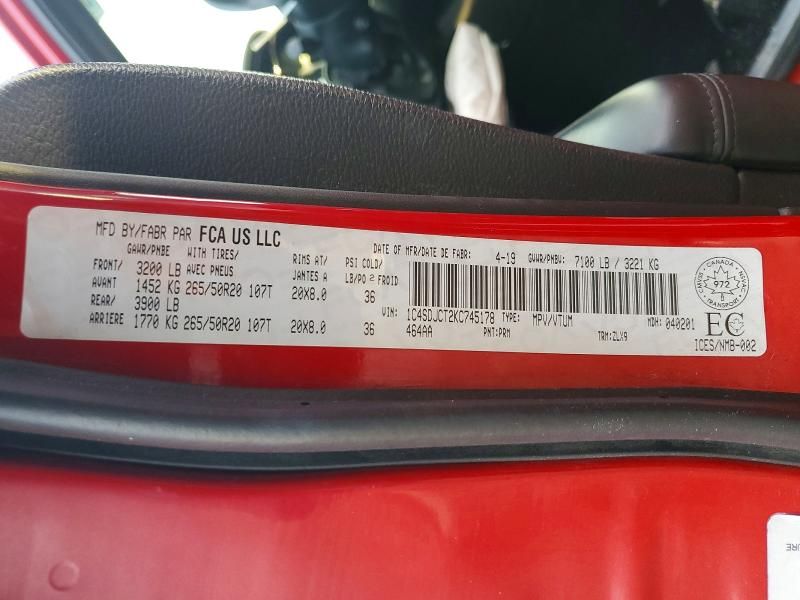 MFD BY/FABR PAR FCA US LLC DATE OF MFR/DATE DE FABR: 4-19 GVWR/PNBV: 7100 LB / 3221 KG
GAWR/PNBE WITH TIRES/ RIMS AT/ PSI COLD/
FRONT/ 3200 LB AVEC PNEUS JANTES A LB/PO 2 FROID
AVANT 1452 KG 265/50R20 107T 20X8.0 36
REAR/ 3900 LB
ARRIERE 1770 KG 265/50R20 107T 20X8.0 36
VIN: 1C4SDJCT2KC745178 TYPE: MPV/VTUM MDH: 040201
464AA PNT:PRM TRM:ZLX9
CANADA
972
8
TRANSPORT
EC
ICES/NMB-002
URE